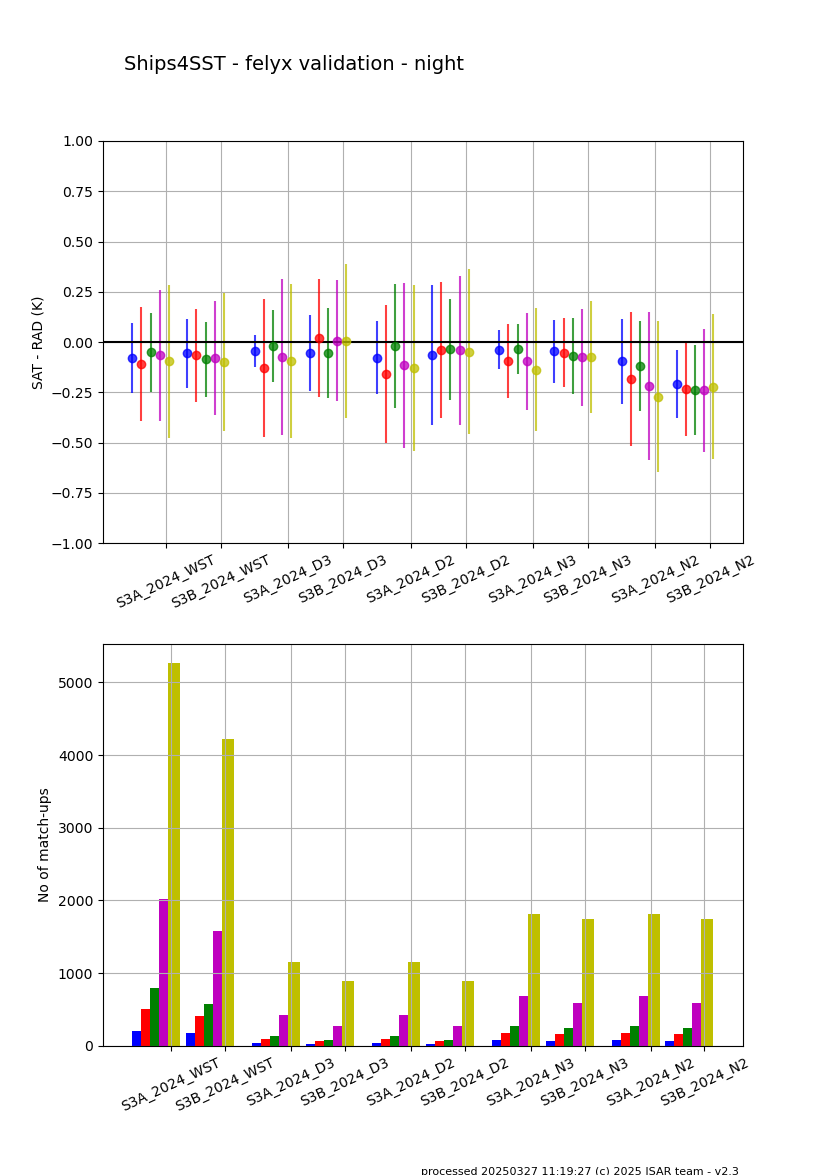 Ships4SST - felyx validation - night
SAT - RAD (K)
1.00
0.75
0.50
0.25
0.00
−0.25
−0.50
−0.75
−1.00
S3A_2024_WST
S3B_2024_WST
S3A_2024_D3
S3B_2024_D3
S3A_2024_D2
S3B_2024_D2
S3A_2024_N3
S3B_2024_N3
S3A_2024_N2
S3B_2024_N2
No of match-ups
5000
4000
3000
2000
1000
0
S3A_2024_WST
S3B_2024_WST
S3A_2024_D3
S3B_2024_D3
S3A_2024_D2
S3B_2024_D2
S3A_2024_N3
S3B_2024_N3
S3A_2024_N2
S3B_2024_N2
processed 20250327 11:19:27 (c) 2025 ISAR team - v2.3